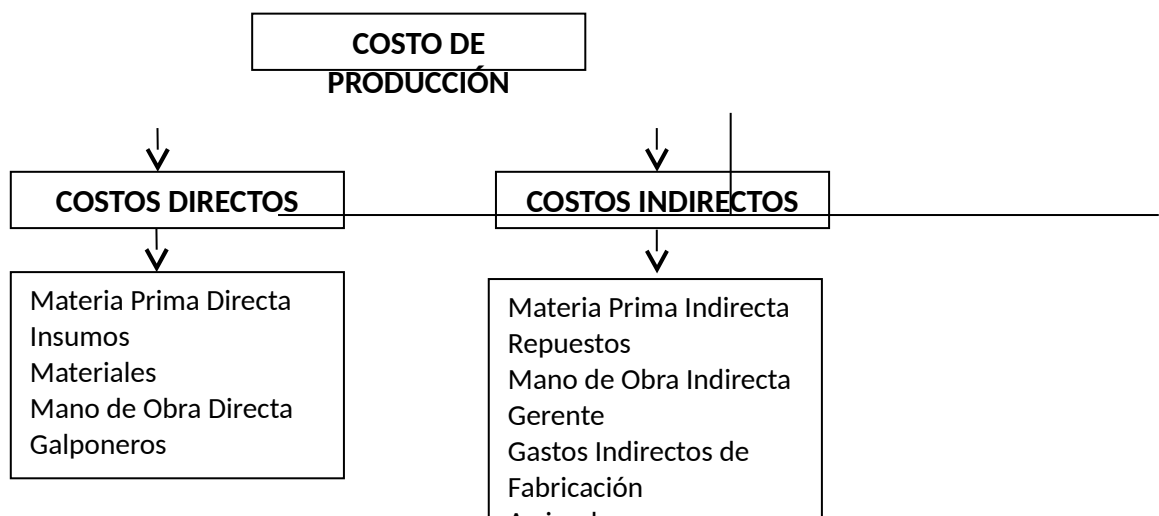 COSTO DE
PRODUCCIÓN
COSTOS DIRECTOS
COSTOS INDIRECTOS
Materia Prima Directa
Insumos
Materiales
Mano de Obra Directa
Galponeros
Materia Prima Indirecta
Repuestos
Mano de Obra Indirecta
Gerente
Gastos Indirectos de
Fabricación